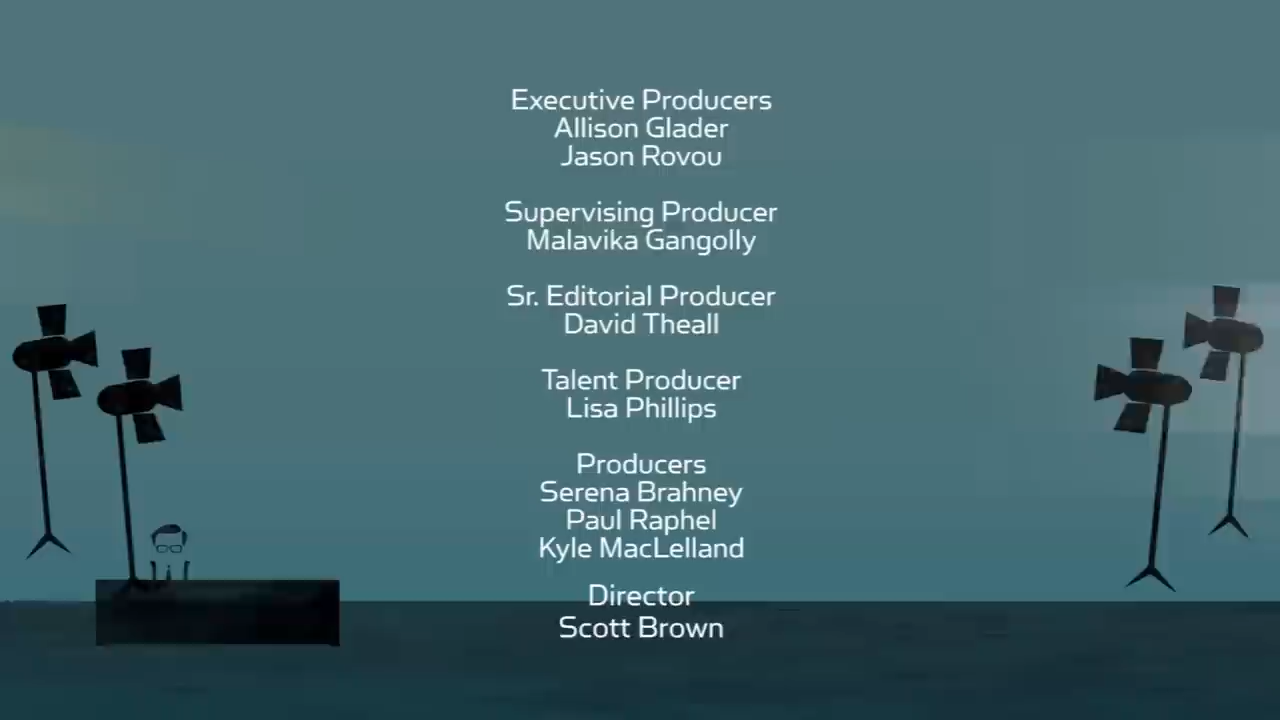 Executive Producers
Allison Glader
Jason Rovou
Supervising Producer
Malavika Gangolly
Sr. Editorial Producer
David Theall
Talent Producer
Lisa Phillips
Producers
Serena Brahney
Paul Raphel
Kyle MacLelland
Director
Scott Brown